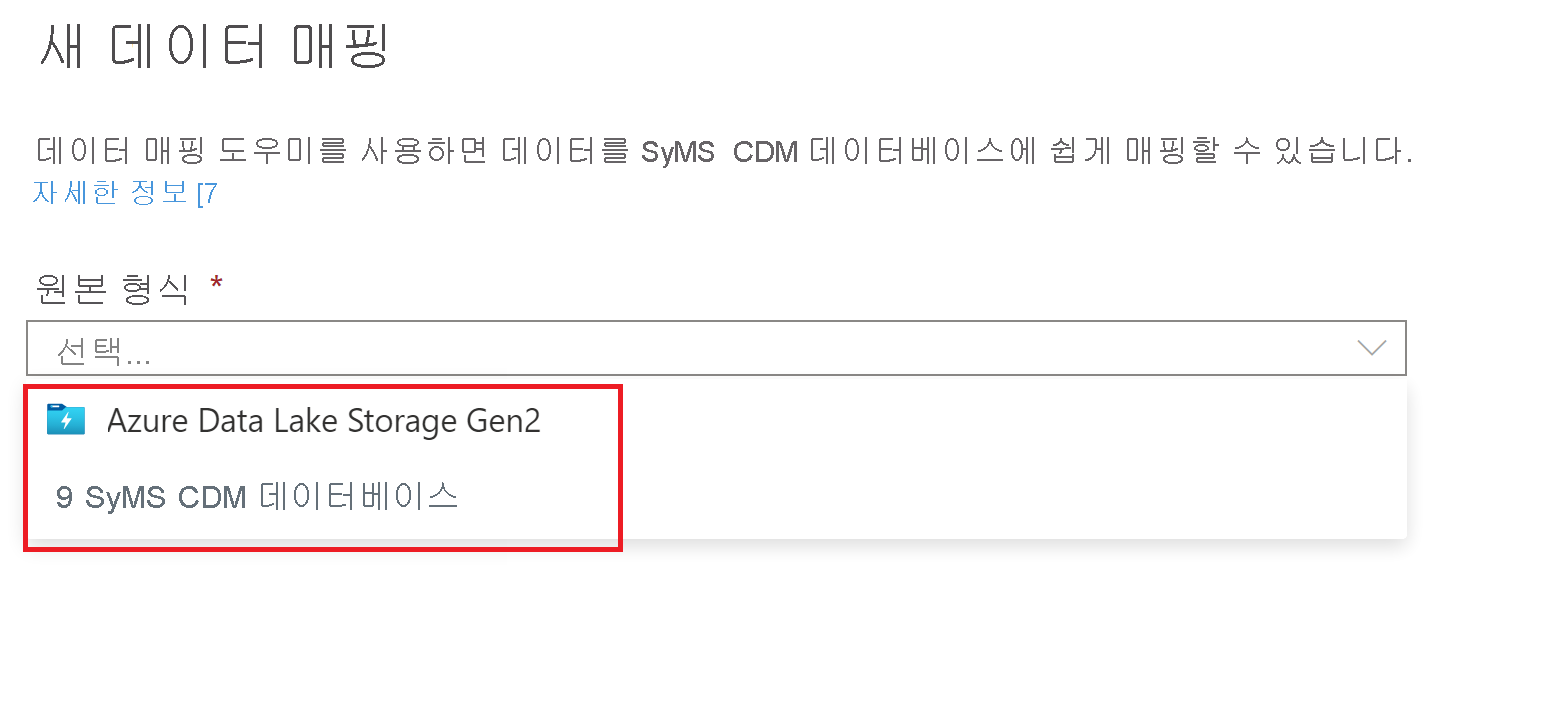 새 데이터 매핑
데이터 매핑 도우미를 사용하면 데이터를 SyMS CDM 데이터베이스에 쉽게 매핑할 수 있습니다.
자세한 정보 [7
원본 형식 *
선택...
Azure Data Lake Storage Gen2
9 SyMS CDM 데이터베이스